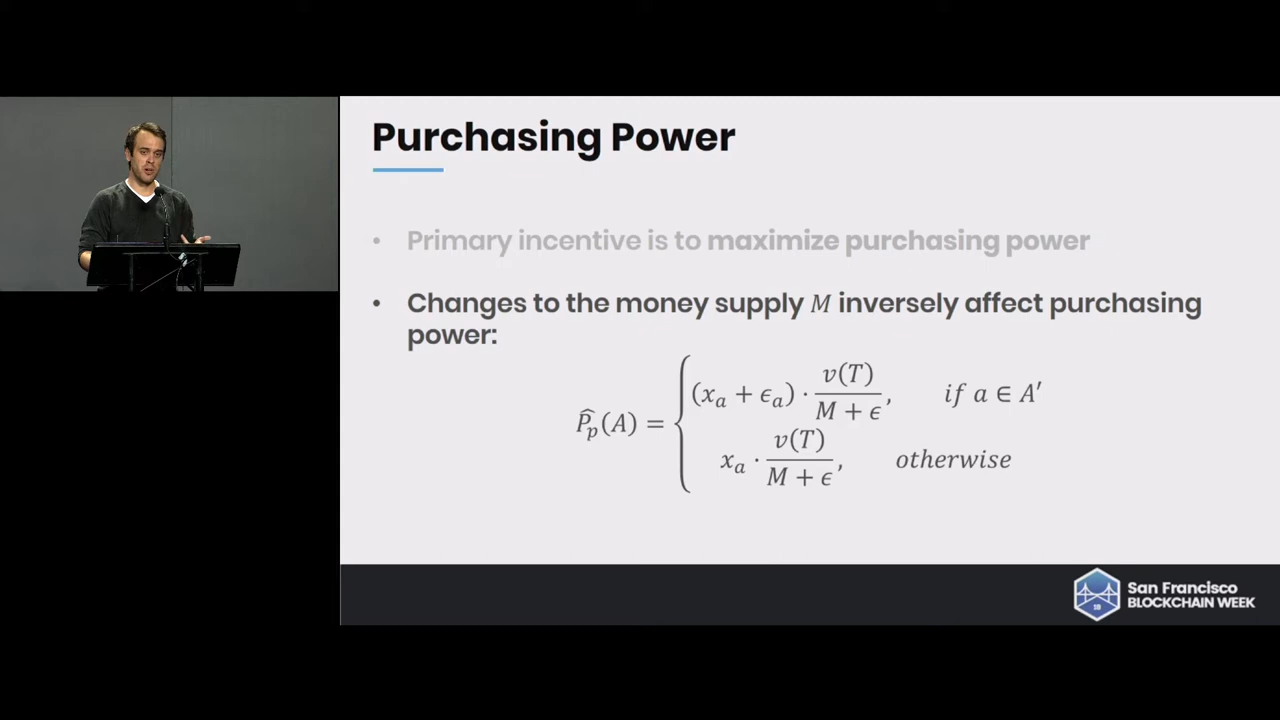 Purchasing Power
• Primary incentive is to maximize purchasing power
• Changes to the money supply M inversely affect purchasing
power:
(x_a + ϵ_a) · v(T) / (M + ϵ), if a ∈ A′
P̂_p(A) = {
x_a · v(T) / (M + ϵ), otherwise
18
San Francisco
BLOCKCHAIN WEEK